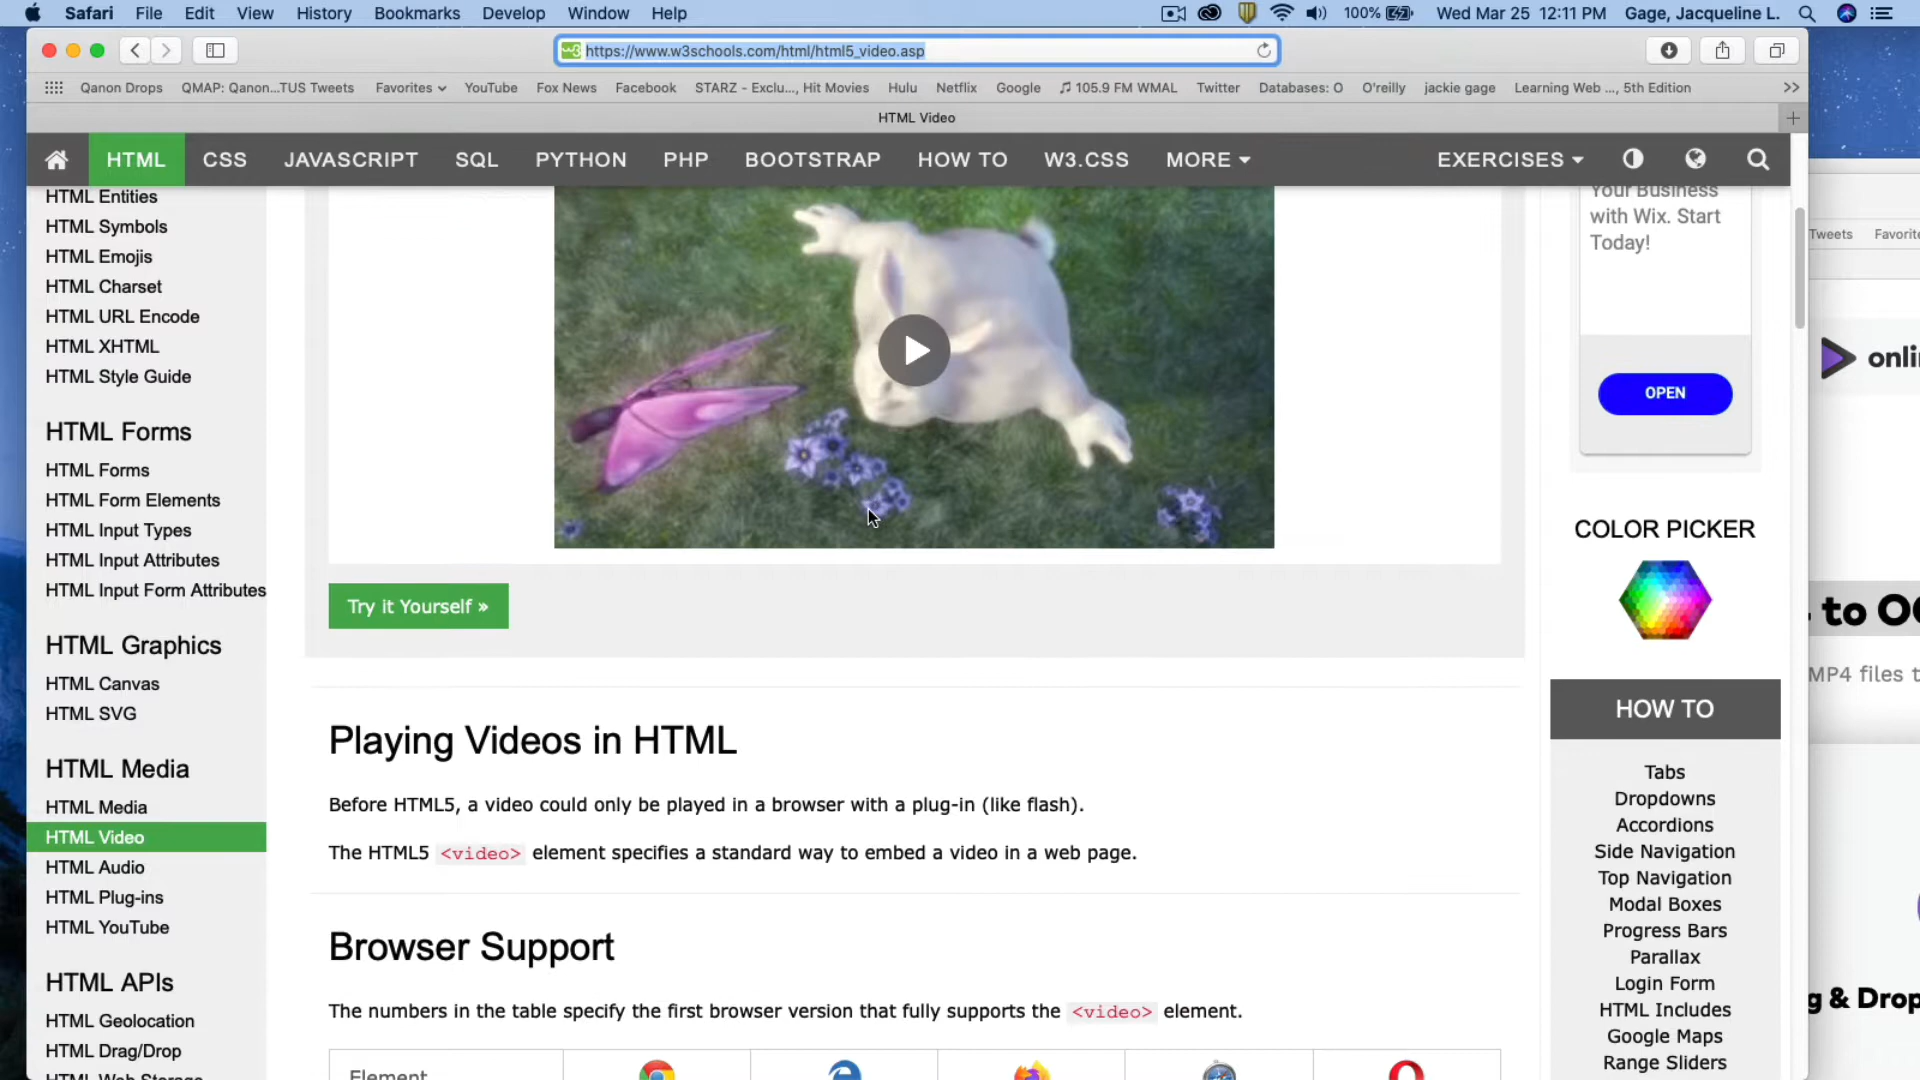 Safari File Edit View History Bookmarks Develop Window Help 100% Wed Mar 25 12:11 PM Gage, Jacqueline L.
https://www.w3schools.com/html/html5_video.asp
Qanon Drops QMAP: Qanon...TUS Tweets Favorites YouTube Fox News Facebook STARZ - Exclu..., Hit Movies Hulu Netflix Google 105.9 FM WMAL Twitter Databases: O O'reilly jackie gage Learning Web ..., 5th Edition >>
HTML Video
HTML CSS JAVASCRIPT SQL PYTHON PHP BOOTSTRAP HOW TO W3.CSS MORE EXERCISES
HTML Entities
HTML Symbols
HTML Emojis
HTML Charset
HTML URL Encode
HTML XHTML
HTML Style Guide
HTML Forms
HTML Forms
HTML Form Elements
HTML Input Types
HTML Input Attributes
HTML Input Form Attributes
HTML Graphics
HTML Canvas
HTML SVG
HTML Media
HTML Media
HTML Video
HTML Audio
HTML Plug-ins
HTML YouTube
HTML APIs
HTML Geolocation
HTML Drag/Drop
Try it Yourself »
Playing Videos in HTML
Before HTML5, a video could only be played in a browser with a plug-in (like flash).
The HTML5 <video> element specifies a standard way to embed a video in a web page.
Browser Support
The numbers in the table specify the first browser version that fully supports the <video> element.
Element
Your Business
with Wix. Start
Today!
OPEN
COLOR PICKER
HOW TO
Tabs
Dropdowns
Accordions
Side Navigation
Top Navigation
Modal Boxes
Progress Bars
Parallax
Login Form
HTML Includes
Google Maps
Range Sliders
Tweets Favorite
onli
to O
MP4 files t
g & Drop